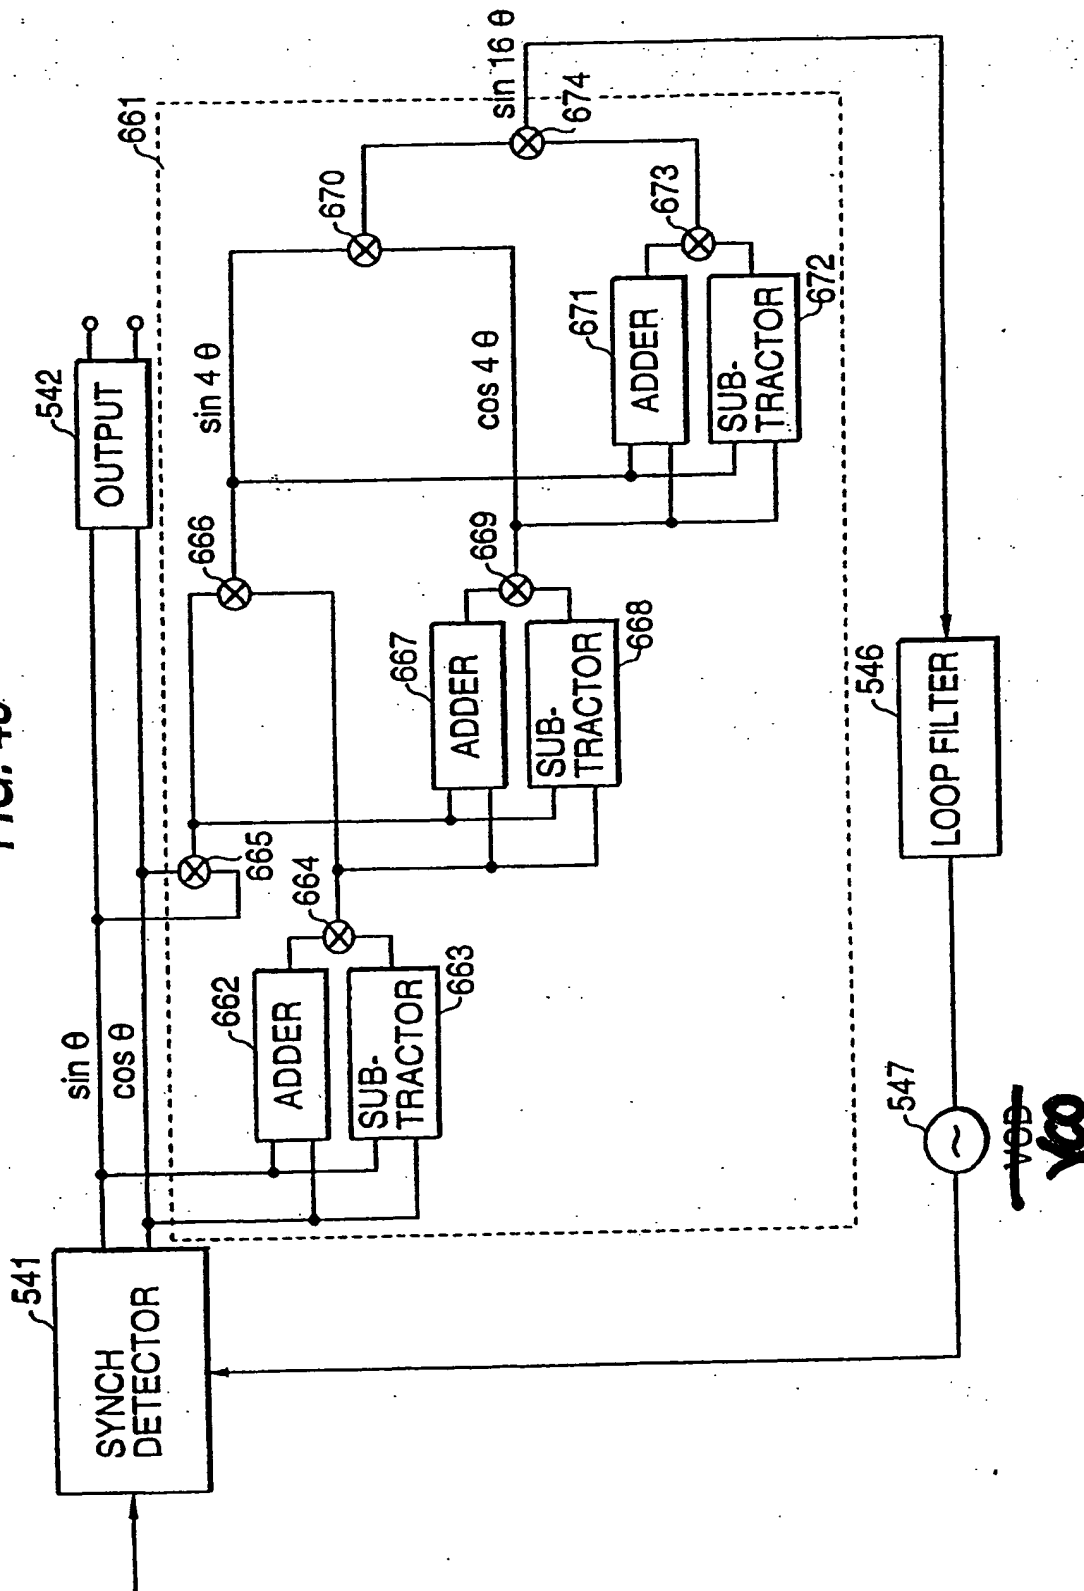 541
SYNCH
DETECTOR
sin θ
cos θ
542
OUTPUT
661
662
ADDER
663
SUB-
TRACTOR
664
665
666
667
ADDER
668
SUB-
TRACTOR
669
sin 4 θ
cos 4 θ
670
671
ADDER
672
SUB-
TRACTOR
673
674
sin 16 θ
546
LOOP FILTER
547
VCO